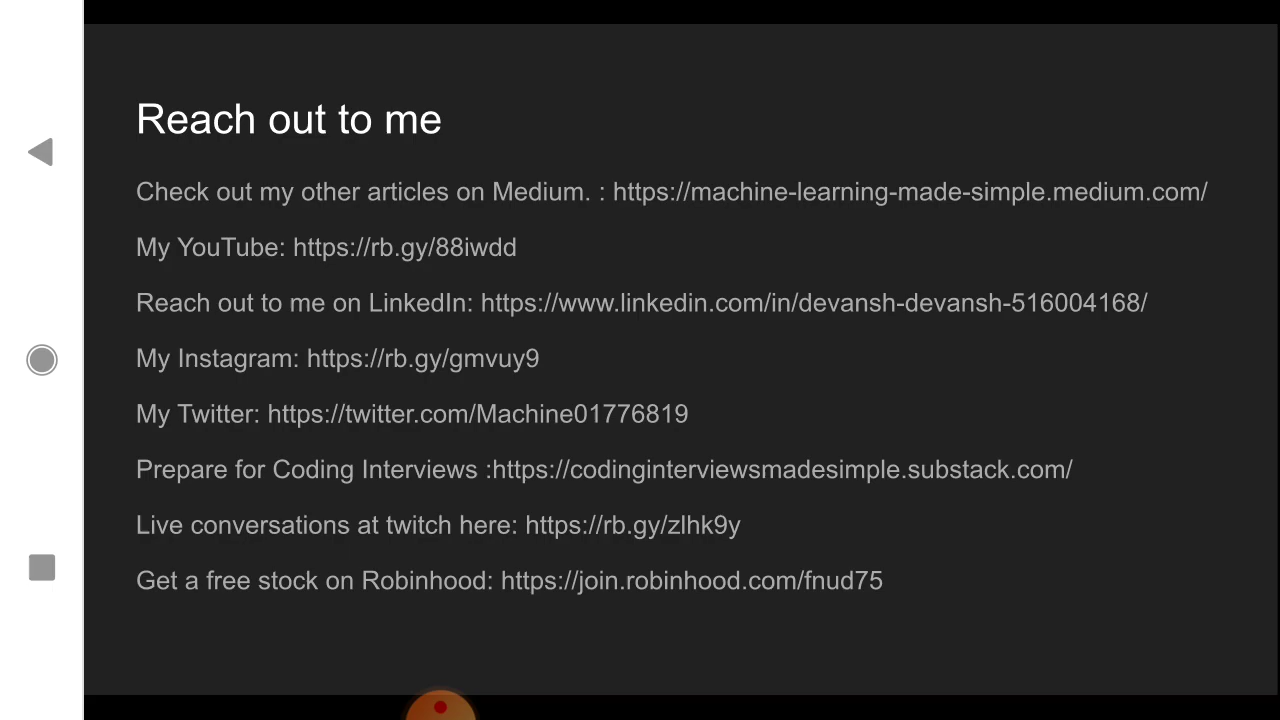 Reach out to me
Check out my other articles on Medium. : https://machine-learning-made-simple.medium.com/
My YouTube: https://rb.gy/88iwdd
Reach out to me on LinkedIn: https://www.linkedin.com/in/devansh-devansh-516004168/
My Instagram: https://rb.gy/gmvuy9
My Twitter: https://twitter.com/Machine01776819
Prepare for Coding Interviews :https://codinginterviewsmadesimple.substack.com/
Live conversations at twitch here: https://rb.gy/zlhk9y
Get a free stock on Robinhood: https://join.robinhood.com/fnud75